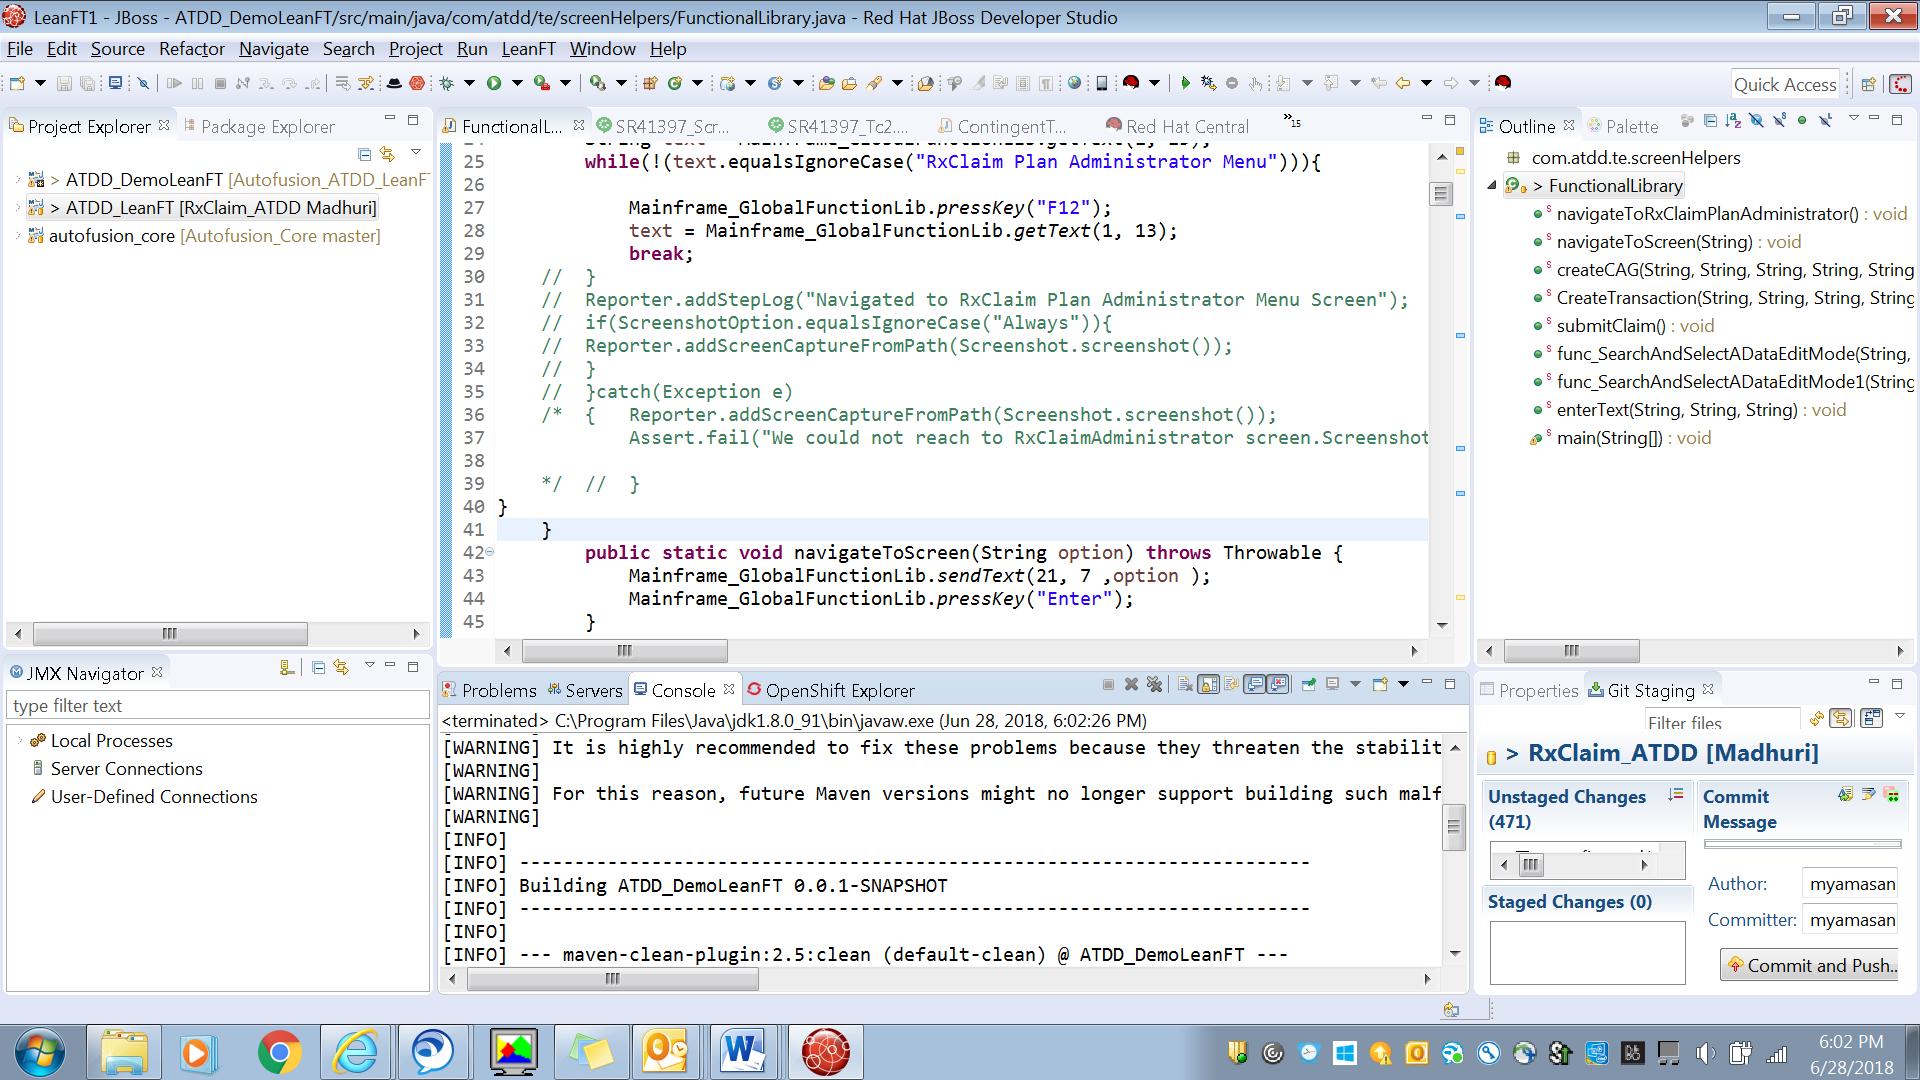 LeanFT1 - JBoss - ATDD_DemoLeanFT/src/main/java/com/atdd/te/screenHelpers/FunctionalLibrary.java - Red Hat JBoss Developer Studio
File Edit Source Refactor Navigate Search Project Run LeanFT Window Help
Quick Access
Project Explorer Package Explorer
> ATDD_DemoLeanFT [Autofusion_ATDD_LeanFT
> ATDD_LeanFT [RxClaim_ATDD Madhuri]
autofusion_core [Autofusion_Core master]
FunctionalL... SR41397_Scr... SR41397_Tc2.... ContingentT... Red Hat Central »15
25 while(!(text.equalsIgnoreCase("RxClaim Plan Administrator Menu"))){
26
27 Mainframe_GlobalFunctionLib.pressKey("F12");
28 text = Mainframe_GlobalFunctionLib.getText(1, 13);
29 break;
30 // }
31 // Reporter.addStepLog("Navigated to RxClaim Plan Administrator Menu Screen");
32 // if(ScreenshotOption.equalsIgnoreCase("Always")){
33 // Reporter.addScreenCaptureFromPath(Screenshot.screenshot());
34 // }
35 // }catch(Exception e)
36 /* { Reporter.addScreenCaptureFromPath(Screenshot.screenshot());
37 Assert.fail("We could not reach to RxClaimAdministrator screen.Screenshot
38
39 */ // }
40 }
41 }
42 public static void navigateToScreen(String option) throws Throwable {
43 Mainframe_GlobalFunctionLib.sendText(21, 7 ,option );
44 Mainframe_GlobalFunctionLib.pressKey("Enter");
45 }
Outline Palette
com.atdd.te.screenHelpers
> FunctionalLibrary
navigateToRxClaimPlanAdministrator() : void
navigateToScreen(String) : void
createCAG(String, String, String, String, String
CreateTransaction(String, String, String, String
submitClaim() : void
func_SearchAndSelectADataEditMode(String,
func_SearchAndSelectADataEditMode1(String
enterText(String, String, String) : void
main(String[]) : void
JMX Navigator
type filter text
Local Processes
Server Connections
User-Defined Connections
Problems Servers Console OpenShift Explorer
<terminated> C:\Program Files\Java\jdk1.8.0_91\bin\javaw.exe (Jun 28, 2018, 6:02:26 PM)
[WARNING] It is highly recommended to fix these problems because they threaten the stabilit
[WARNING]
[WARNING] For this reason, future Maven versions might no longer support building such malf
[WARNING]
[INFO]
[INFO] ------------------------------------------------------------------------
[INFO] Building ATDD_DemoLeanFT 0.0.1-SNAPSHOT
[INFO] ------------------------------------------------------------------------
[INFO]
[INFO] --- maven-clean-plugin:2.5:clean (default-clean) @ ATDD_DemoLeanFT ---
Properties Git Staging
Filter files
> RxClaim_ATDD [Madhuri]
Unstaged Changes (471)
Staged Changes (0)
Commit Message
Author: myamasan
Committer: myamasan
Commit and Push..
6:02 PM
6/28/2018